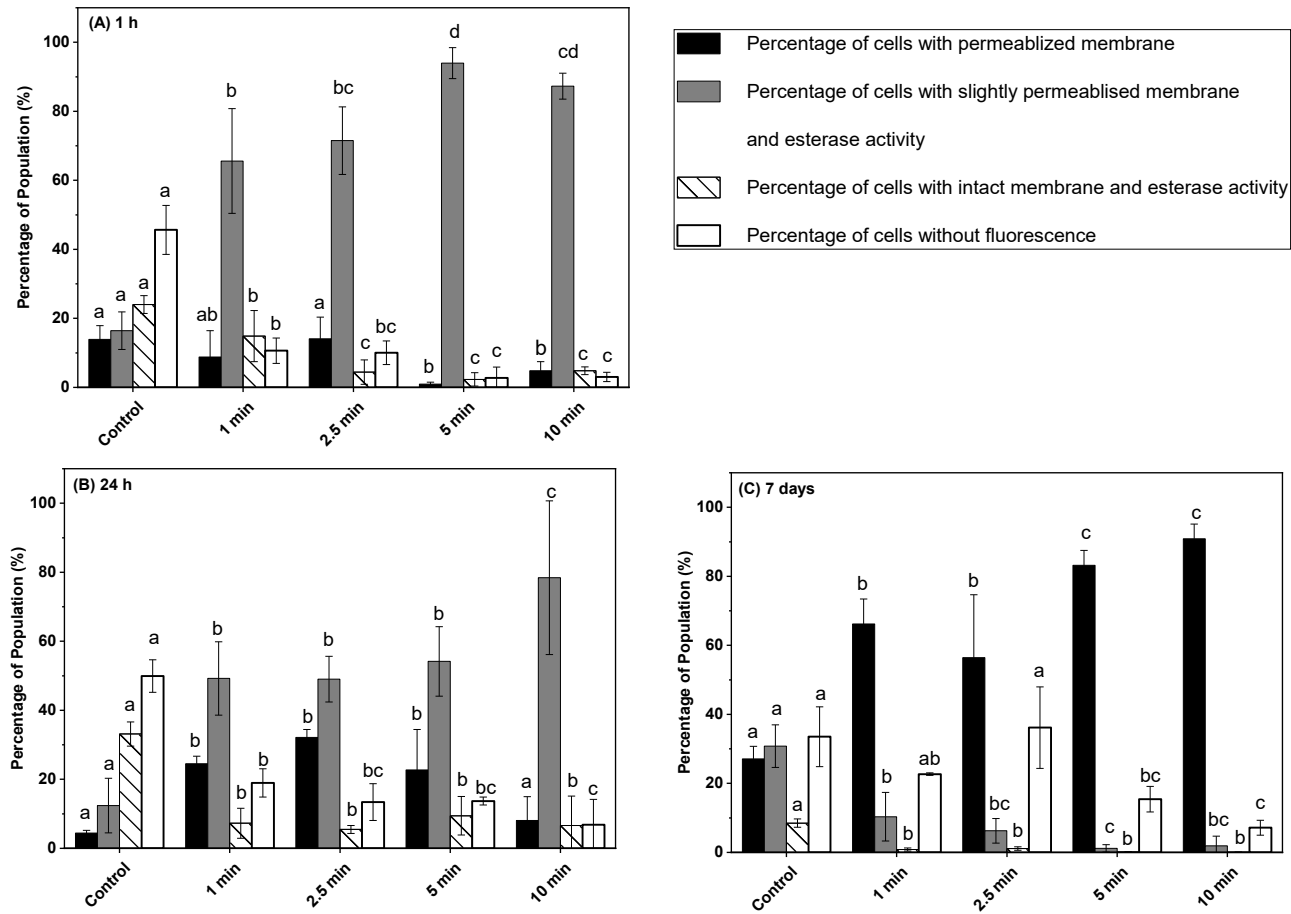 (A) 1 h
Percentage of Population (%)
100
80
60
40
20
0
a
a
a
a
ab
b
b
b
a
bc
c
bc
b
d
c
c
b
cd
c
c
Control
1 min
2.5 min
5 min
10 min
Percentage of cells with permeablized membrane
Percentage of cells with slightly permeablised membrane
and esterase activity
Percentage of cells with intact membrane and esterase activity
Percentage of cells without fluorescence
(B) 24 h
Percentage of Population (%)
100
80
60
40
20
0
a
a
a
a
b
b
b
b
b
b
b
bc
b
b
b
bc
a
c
b
c
Control
1 min
2.5 min
5 min
10 min
(C) 7 days
Percentage of Population (%)
100
80
60
40
20
0
a
a
a
a
b
b
b
ab
b
bc
b
a
c
c
b
bc
c
bc
b
c
Control
1 min
2.5 min
5 min
10 min